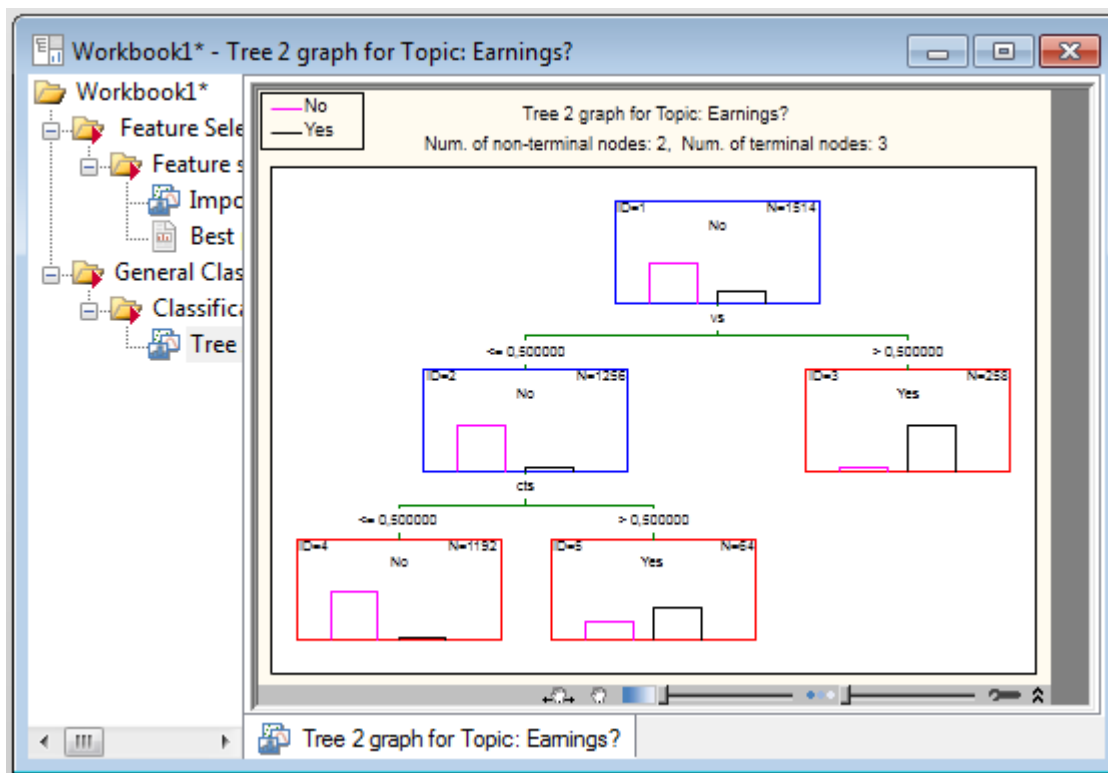 Workbook1* - Tree 2 graph for Topic: Earnings?
Workbook1*
Feature Sele
Feature s
Impo
Best
General Clas
Classifica
Tree
No
Yes
Tree 2 graph for Topic: Earnings?
Num. of non-terminal nodes: 2, Num. of terminal nodes: 3
ID=1 N=1514
No
vs
<= 0,500000 > 0,500000
ID=2 N=1256 ID=3 N=258
No Yes
cts
<= 0,500000 > 0,500000
ID=4 N=1192 ID=5 N=64
No Yes
Tree 2 graph for Topic: Earnings?